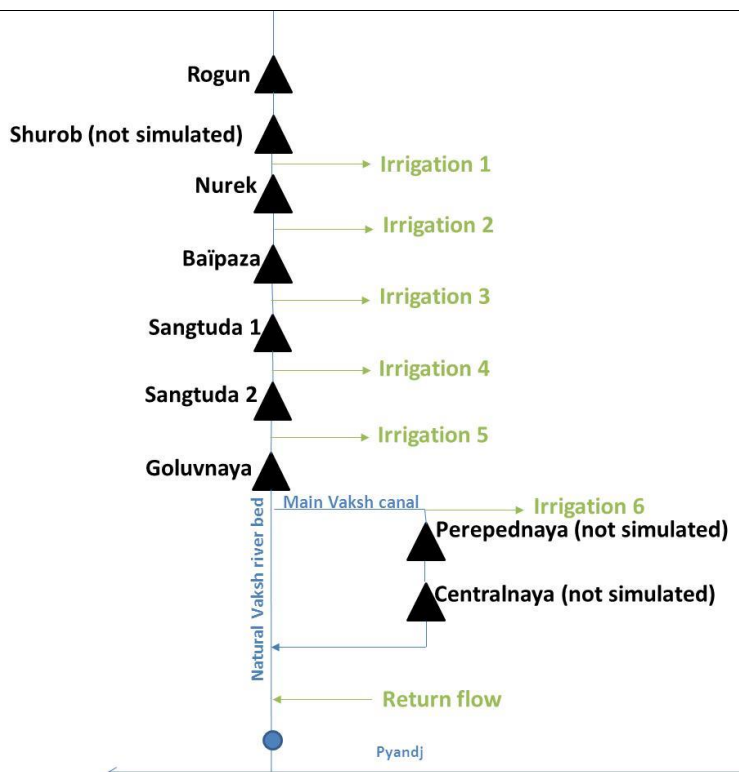 Rogun
Shurob (not simulated)
Irrigation 1
Nurek
Irrigation 2
Baïpaza
Irrigation 3
Sangtuda 1
Irrigation 4
Sangtuda 2
Irrigation 5
Goluvnaya
Main Vaksh canal
Irrigation 6
Natural Vaksh river bed
Perepednaya (not simulated)
Centralnaya (not simulated)
Return flow
Pyandj